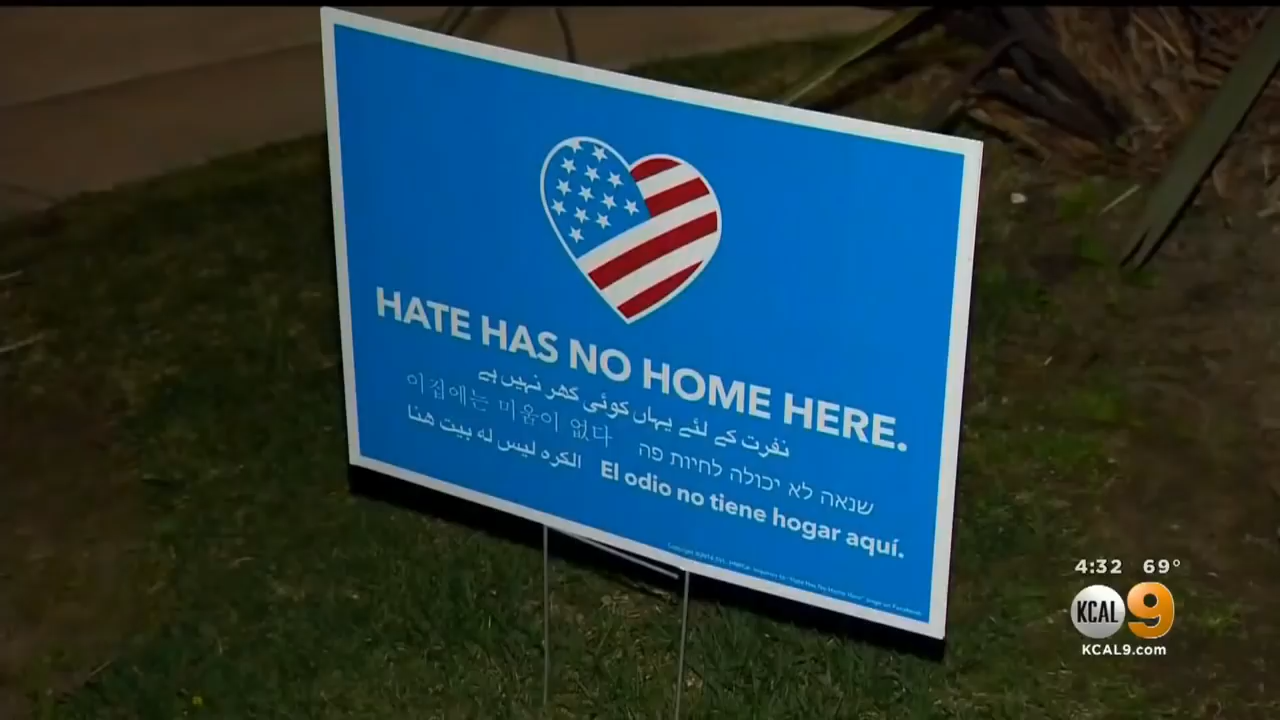 HATE HAS NO HOME HERE.
نفرت کے لئے یہاں کوئی گھر نہیں ہے
이 집에는 미움이 없다
שנאה לא יכולה לחיות פה
الكره ليس له بيت هنا
El odio no tiene hogar aquí.
4:32 69°
KCAL 9
KCAL9.com